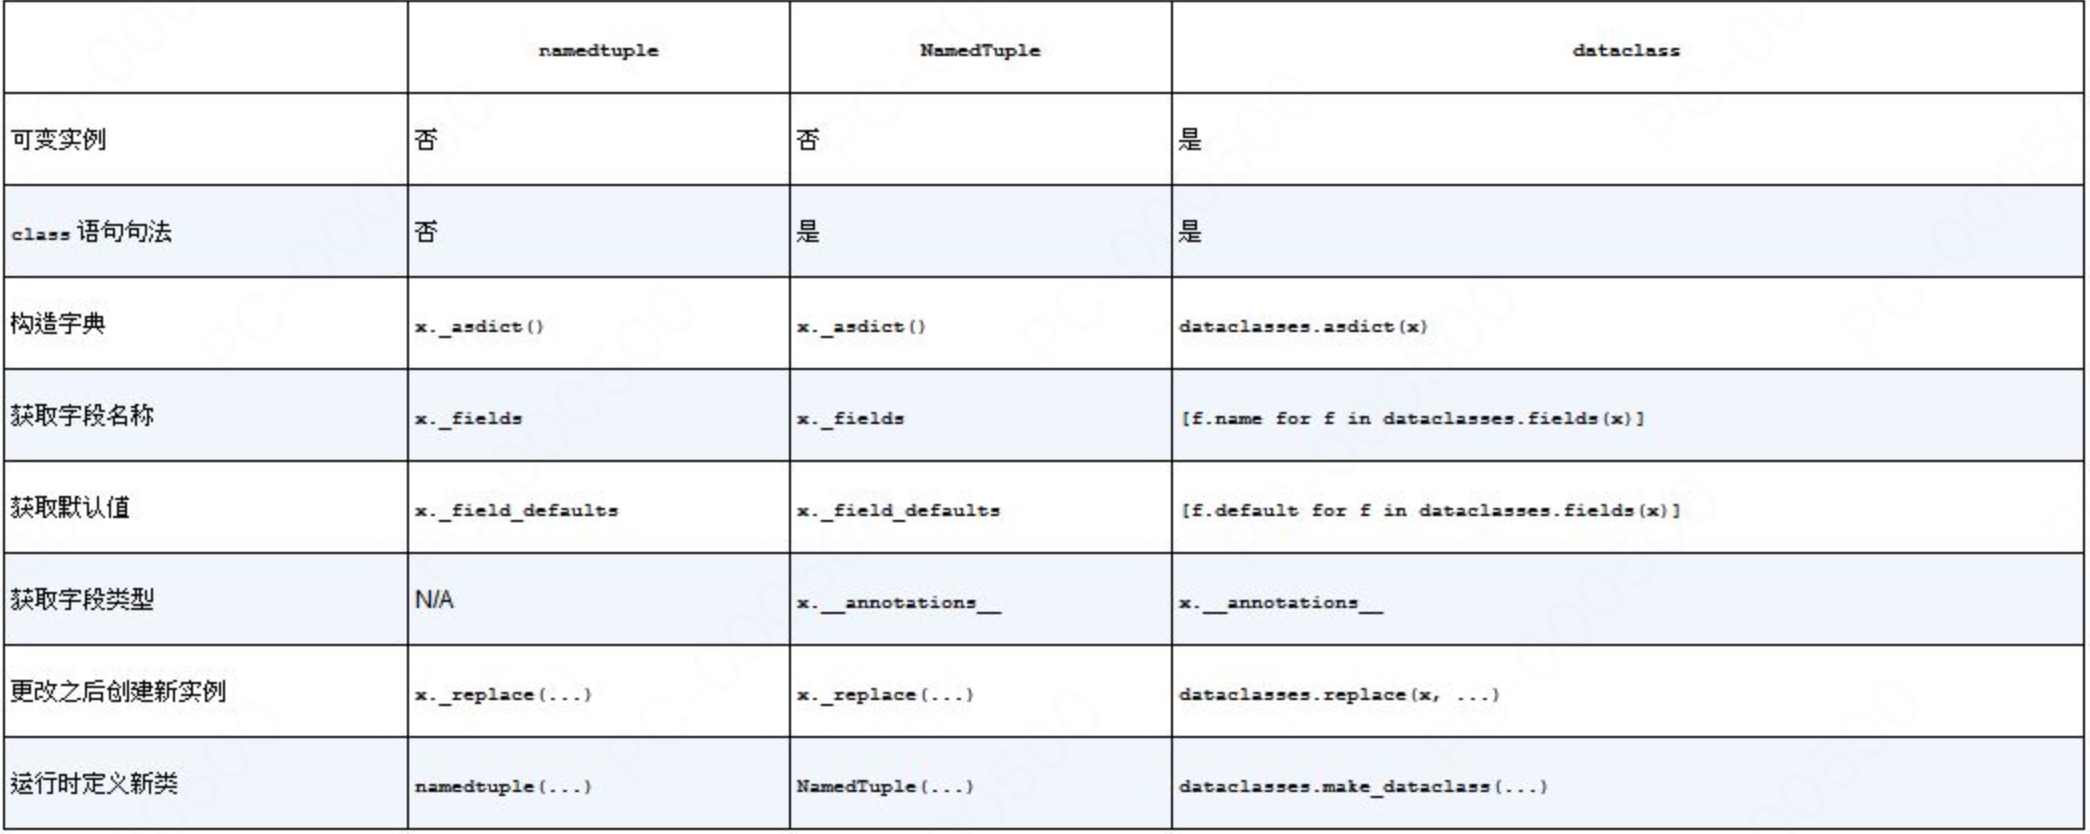 namedtuple NamedTuple dataclass
可变实例 否 否 是
class 语句句法 否 是 是
构造字典 x._asdict() x._asdict() dataclasses.asdict(x)
获取字段名称 x._fields x._fields [f.name for f in dataclasses.fields(x)]
获取默认值 x._field_defaults x._field_defaults [f.default for f in dataclasses.fields(x)]
获取字段类型 N/A x.__annotations__ x.__annotations__
更改之后创建新实例 x._replace(...) x._replace(...) dataclasses.replace(x, ...)
运行时定义新类 namedtuple(...) NamedTuple(...) dataclasses.make_dataclass(...)